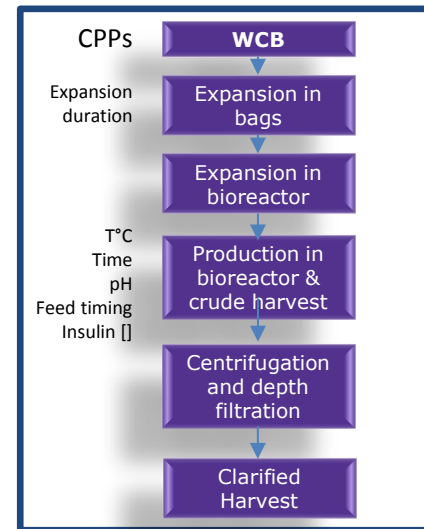 CPPs
WCB
Expansion
duration
Expansion in
bags
Expansion in
bioreactor
T°C
Time
pH
Feed timing
Insulin []
Production in
bioreactor &
crude harvest
Centrifugation
and depth
filtration
Clarified
Harvest